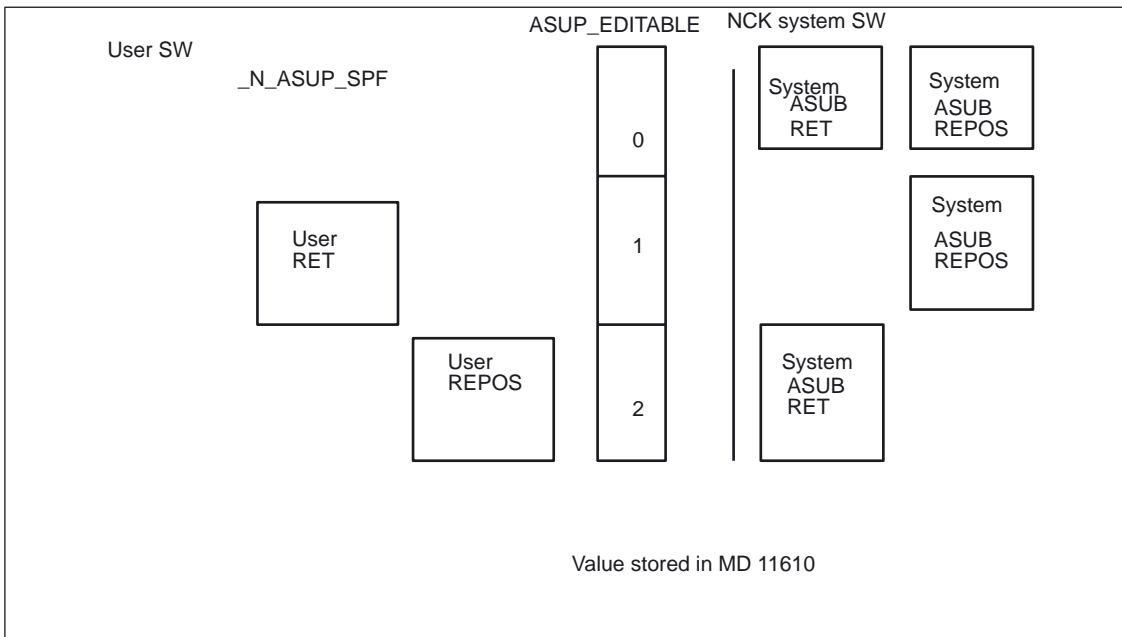 ASUP_EDITABLE
NCK system SW
User SW
_N_ASUP_SPF
System
ASUB
RET
System
ASUB
REPOS
0
User
RET
1
System
ASUB
REPOS
User
REPOS
2
System
ASUB
RET
Value stored in MD 11610